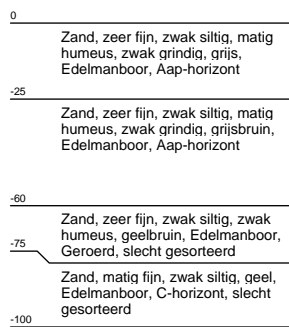 0
Zand, zeer fijn, zwak siltig, matig
humeus, zwak grindig, grijs,
Edelmanboor, Aap-horizont
-25
Zand, zeer fijn, zwak siltig, matig
humeus, zwak grindig, grijsbruin,
Edelmanboor, Aap-horizont
-60
Zand, zeer fijn, zwak siltig, zwak
humeus, geelbruin, Edelmanboor,
Geroerd, slecht gesorteerd
-75
Zand, matig fijn, zwak siltig, geel,
Edelmanboor, C-horizont, slecht
gesorteerd
-100